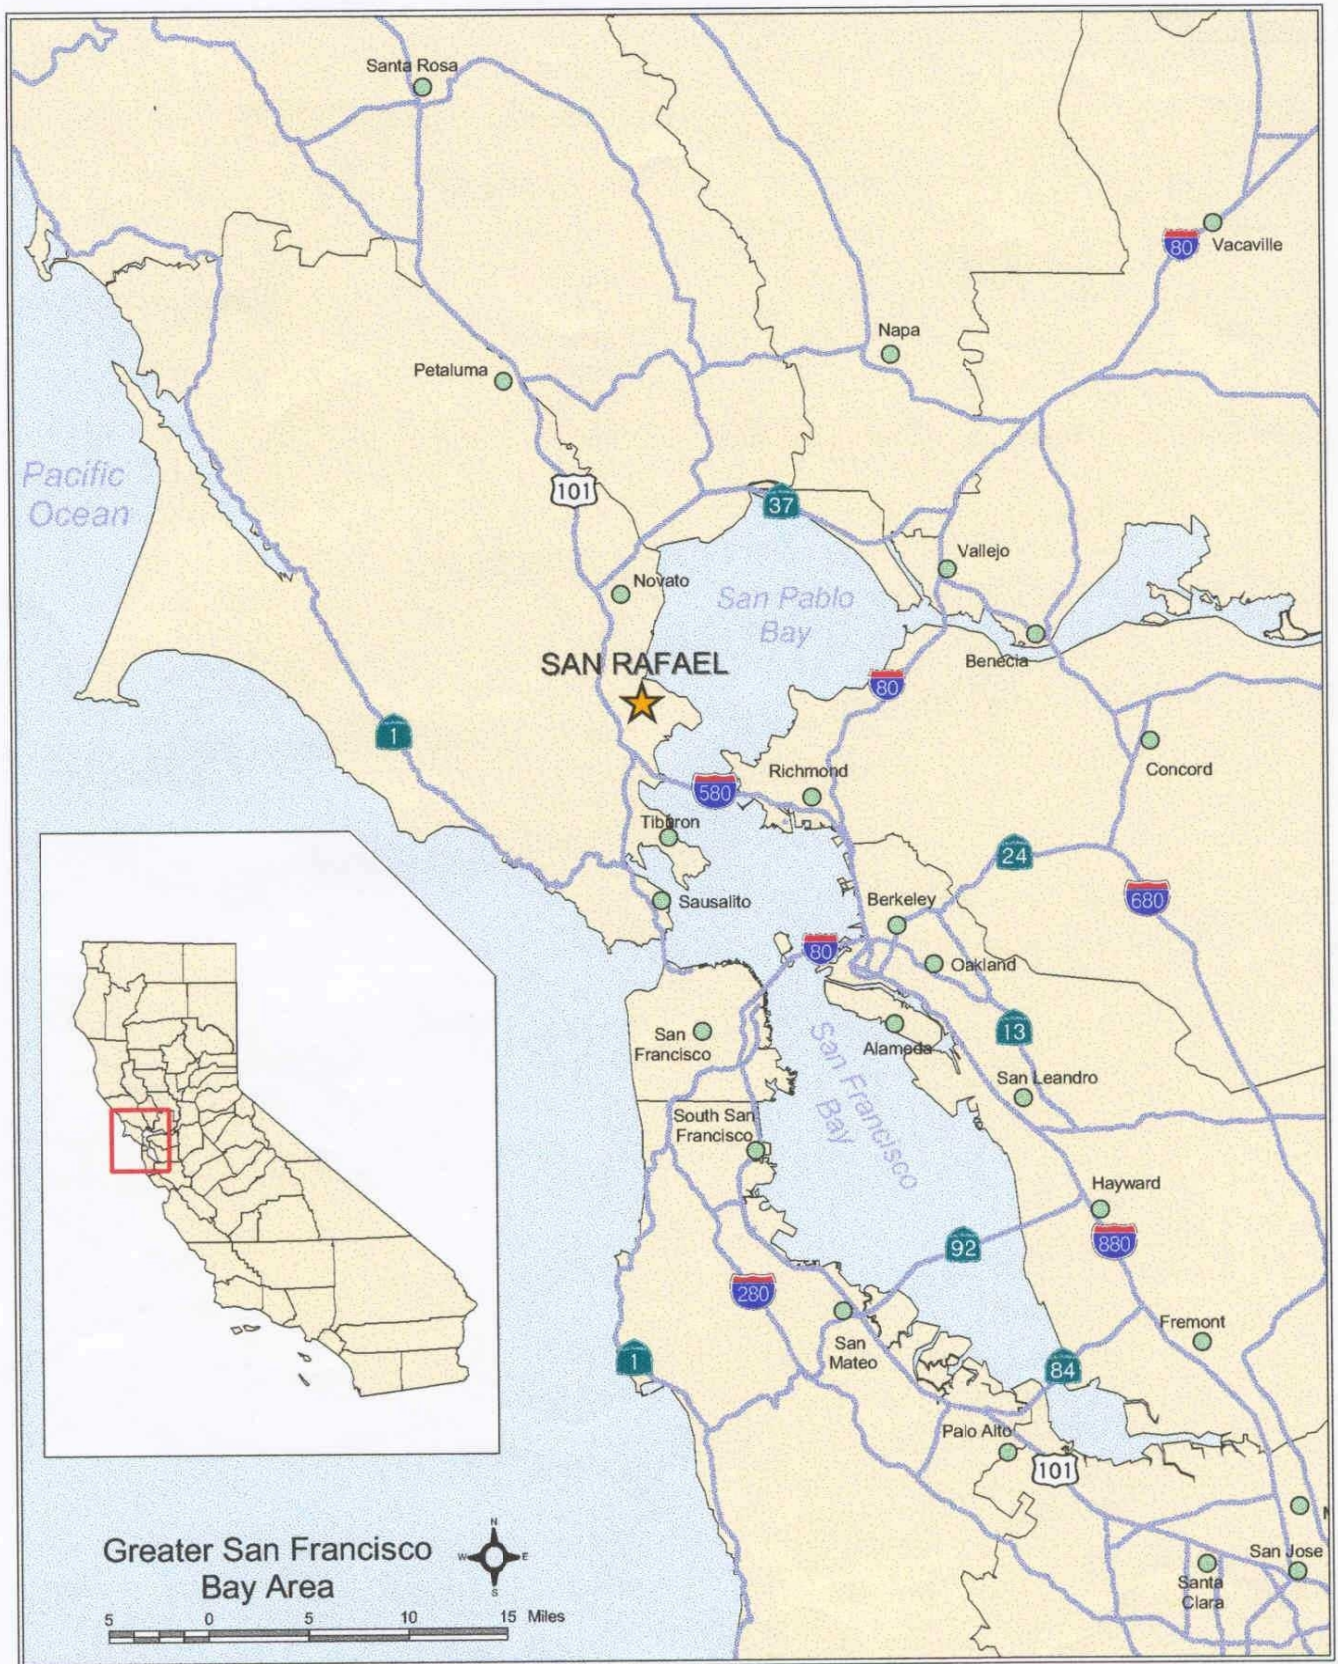 Santa Rosa
80
Vacaville
Napa
Petaluma
Pacific
Ocean
101
37
Vallejo
Novato
San Pablo
Bay
Benecia
SAN RAFAEL
80
1
Concord
Richmond
580
Tiburon
24
680
Berkeley
Sausalito
80
Oakland
San
Francisco
Alameda
13
San Francisco
Bay
San Leandro
South San
Francisco
Hayward
92
880
280
San
Mateo
Fremont
1
84
Palo Alto
101
San Jose
Santa
Clara
Greater San Francisco
Bay Area
N
W E
S
5 0 5 10 15 Miles